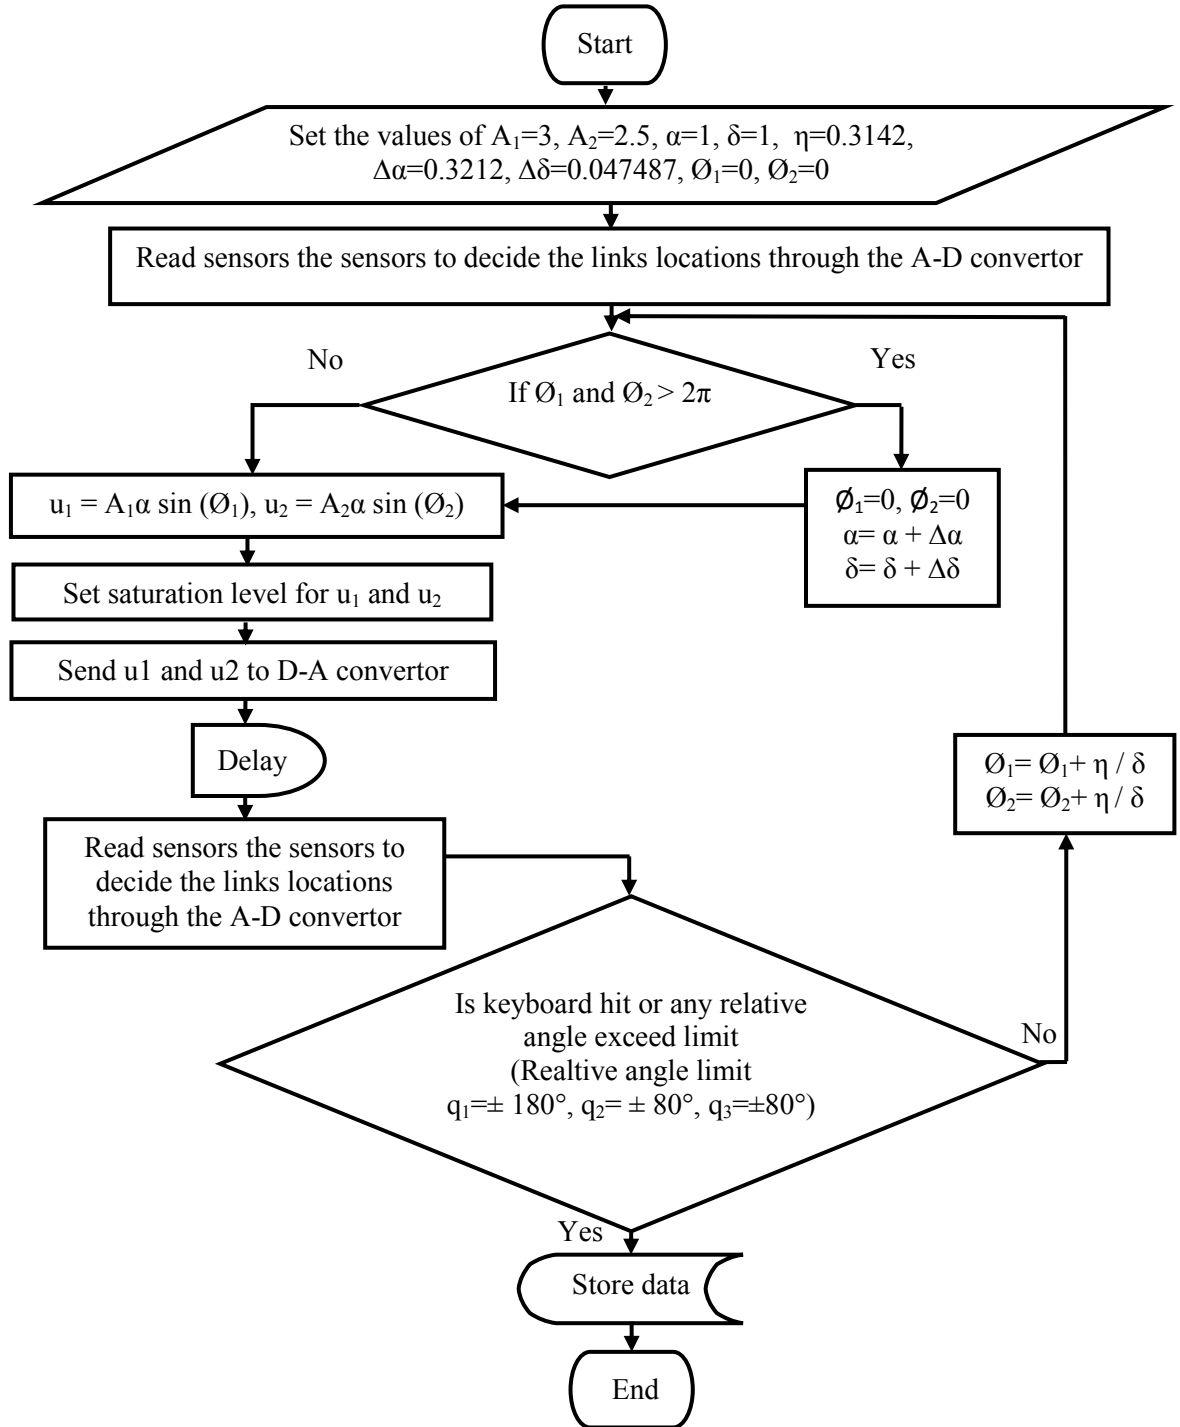 Start
Set the values of A₁=3, A₂=2.5, α=1, δ=1, η=0.3142,
Δα=0.3212, Δδ=0.047487, Ø₁=0, Ø₂=0
Read sensors the sensors to decide the links locations through the A-D convertor
No
Yes
If Ø₁ and Ø₂ > 2π
u₁ = A₁α sin (Ø₁), u₂ = A₂α sin (Ø₂)
Ø₁=0, Ø₂=0
α= α + Δα
δ= δ + Δδ
Set saturation level for u₁ and u₂
Send u1 and u2 to D-A convertor
Delay
Ø₁= Ø₁+ η / δ
Ø₂= Ø₂+ η / δ
Read sensors the sensors to
decide the links locations
through the A-D convertor
Is keyboard hit or any relative
angle exceed limit
(Realtive angle limit
q₁=± 180°, q₂= ± 80°, q₃=±80°)
No
Yes
Store data
End